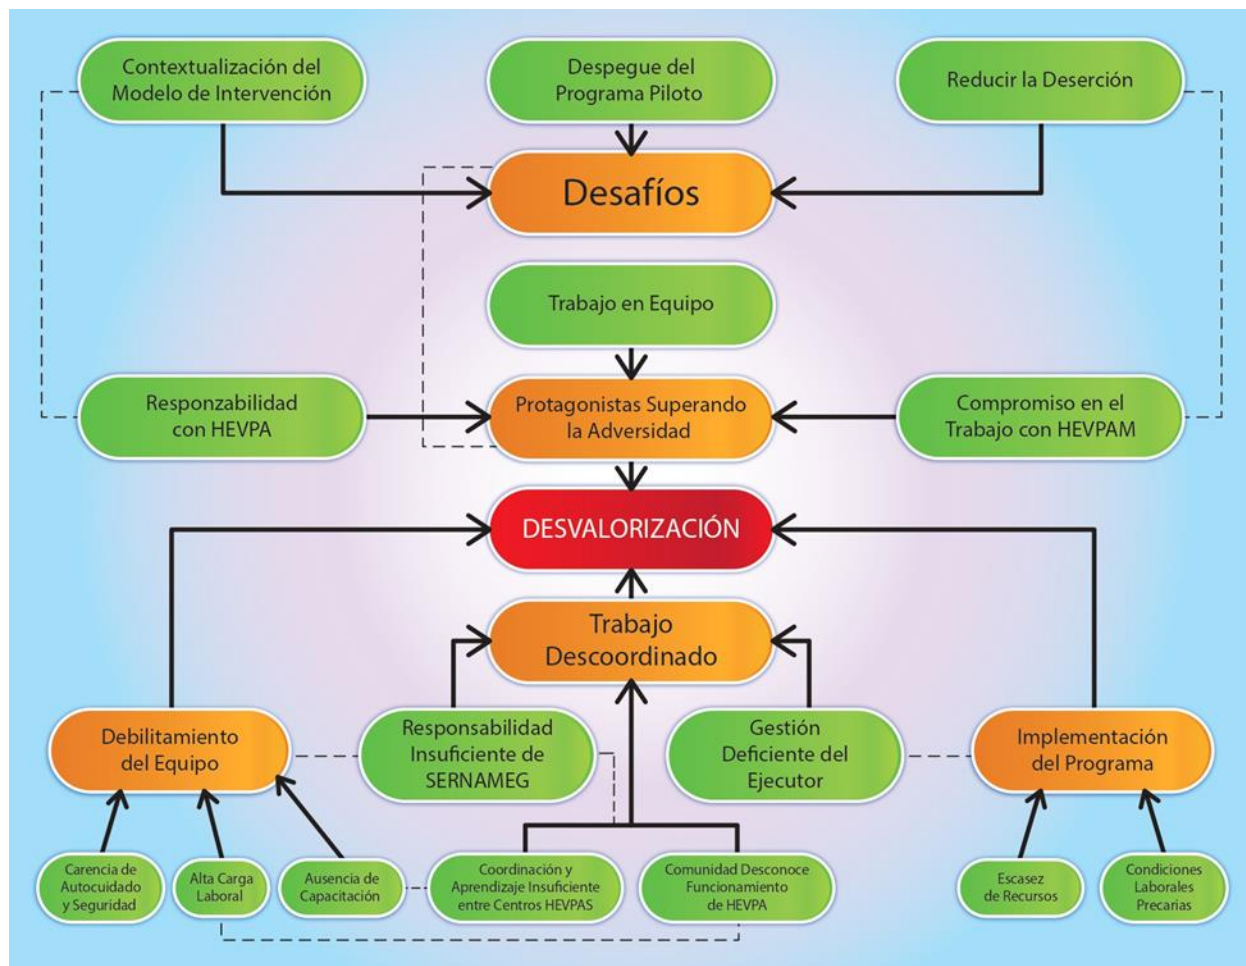 Contextualización del
Modelo de Intervención
Despegue del
Programa Piloto
Reducir la Deserción
Desafíos
Trabajo en Equipo
Responzabilidad
con HEVPA
Protagonistas Superando
la Adversidad
Compromiso en el
Trabajo con HEVPAM
DESVALORIZACIÓN
Trabajo
Descoordinado
Debilitamiento
del Equipo
Responsabilidad
Insuficiente de
SERNAMEG
Gestión
Deficiente del
Ejecutor
Implementación
del Programa
Carencia de
Autocuidado
y Seguridad
Alta Carga
Laboral
Ausencia de
Capacitación
Coordinación y
Aprendizaje Insuficiente
entre Centros HEVPAS
Comunidad Desconoce
Funcionamiento
de HEVPA
Escasez
de Recursos
Condiciones
Laborales
Precarias